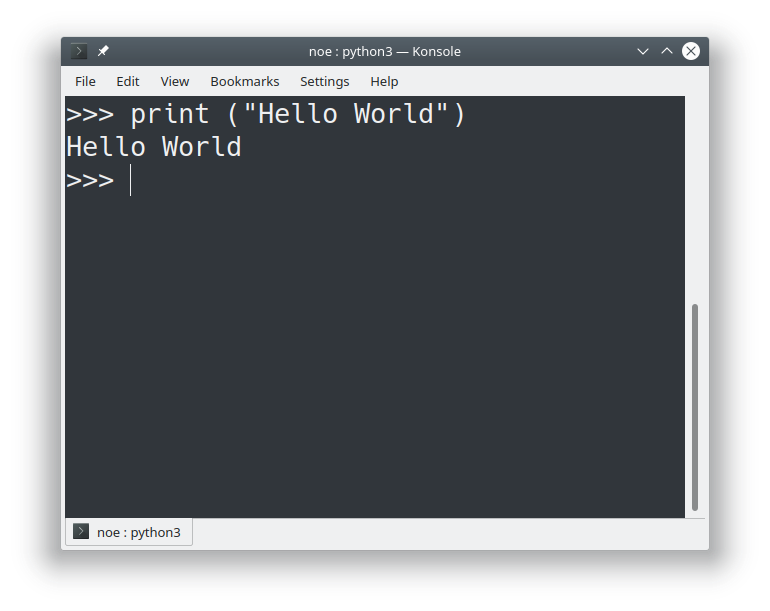 noe : python3 — Konsole
File Edit View Bookmarks Settings Help
>>> print ("Hello World")
Hello World
>>>
noe : python3